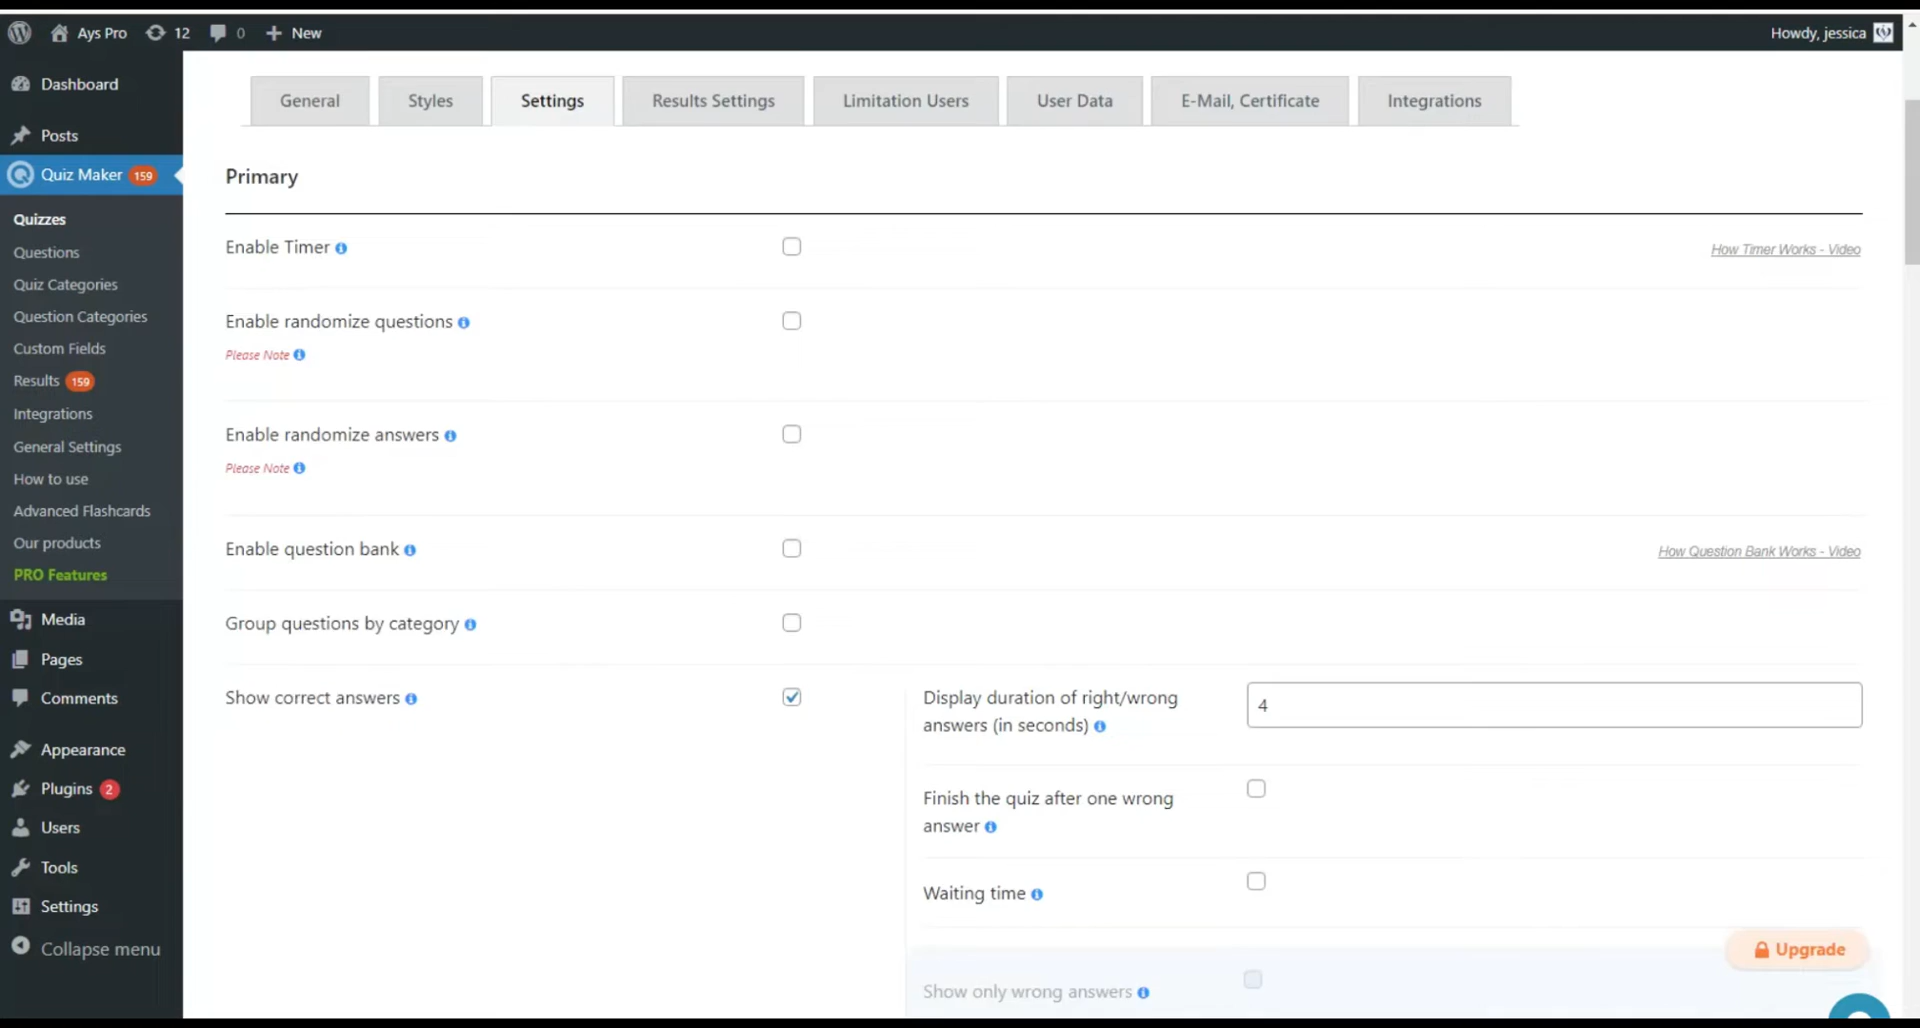 Ays Pro 12 0 New Howdy, jessica
Dashboard
Posts
Quiz Maker 159
Quizzes
Questions
Quiz Categories
Question Categories
Custom Fields
Results 159
Integrations
General Settings
How to use
Advanced Flashcards
Our products
PRO Features
Media
Pages
Comments
Appearance
Plugins 2
Users
Tools
Settings
Collapse menu
General Styles Settings Results Settings Limitation Users User Data E-Mail, Certificate Integrations
Primary
Enable Timer How Timer Works - Video
Enable randomize questions
Please Note
Enable randomize answers
Please Note
Enable question bank How Question Bank Works - Video
Group questions by category
Show correct answers
Display duration of right/wrong
answers (in seconds) 
4
Finish the quiz after one wrong
answer
Waiting time
Upgrade
Show only wrong answers